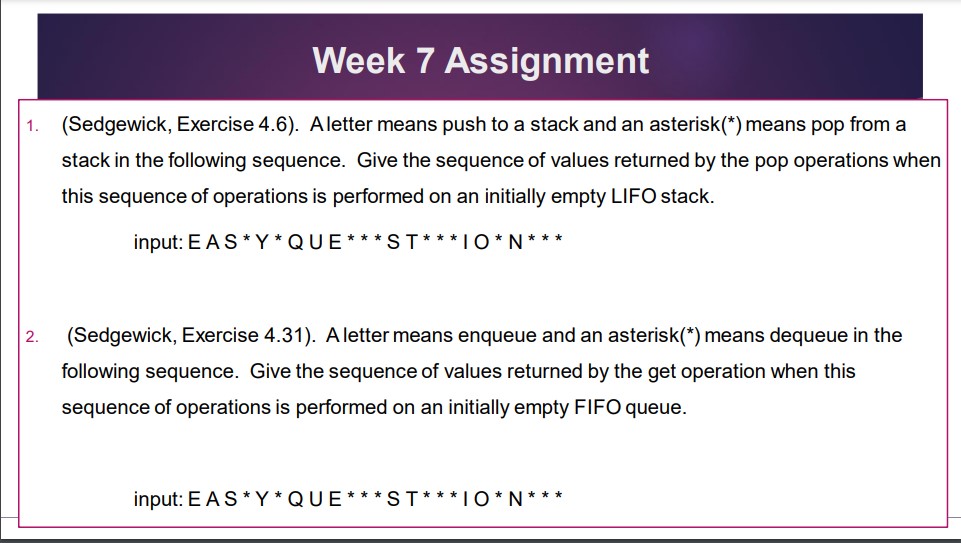 Week 7 Assignment
1. (Sedgewick, Exercise 4.6). A letter means push to a stack and an asterisk(*) means pop from a
stack in the following sequence. Give the sequence of values returned by the pop operations when
this sequence of operations is performed on an initially empty LIFO stack.
input: E A S * Y * Q U E * * * S T * * * I O * N * * *
2. (Sedgewick, Exercise 4.31). A letter means enqueue and an asterisk(*) means dequeue in the
following sequence. Give the sequence of values returned by the get operation when this
sequence of operations is performed on an initially empty FIFO queue.
input: E A S * Y * Q U E * * * S T * * * I O * N * * *